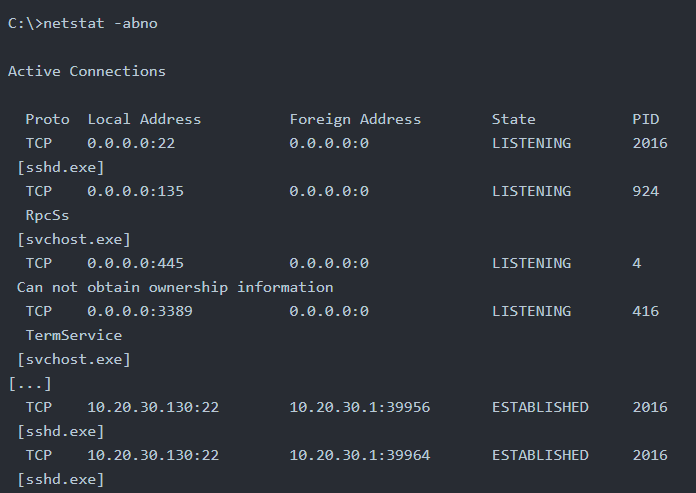 C:\>netstat -abno
Active Connections
Proto  Local Address          Foreign Address        State           PID
TCP    0.0.0.0:22             0.0.0.0:0              LISTENING       2016
[sshd.exe]
TCP    0.0.0.0:135            0.0.0.0:0              LISTENING       924
RpcSs
[svchost.exe]
TCP    0.0.0.0:445            0.0.0.0:0              LISTENING       4
Can not obtain ownership information
TCP    0.0.0.0:3389           0.0.0.0:0              LISTENING       416
TermService
[svchost.exe]
[...]
TCP    10.20.30.130:22        10.20.30.1:39956       ESTABLISHED     2016
[sshd.exe]
TCP    10.20.30.130:22        10.20.30.1:39964       ESTABLISHED     2016
[sshd.exe]